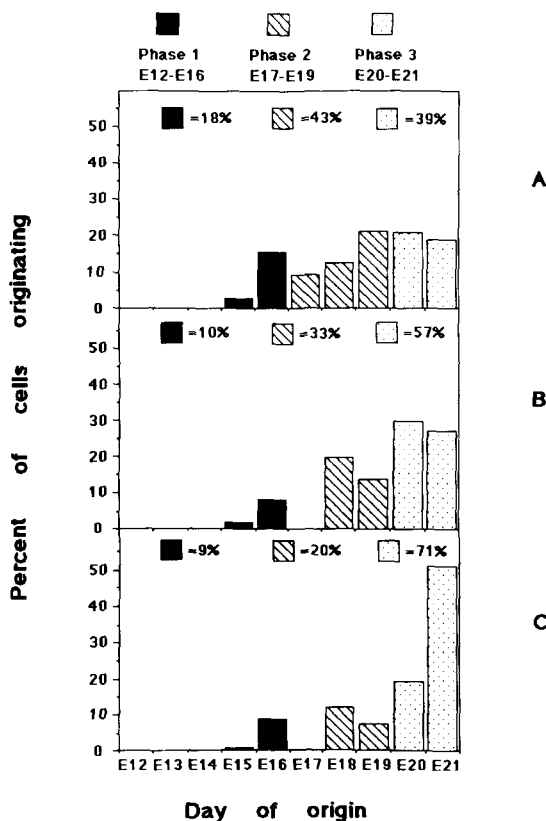 Phase 1 Phase 2 Phase 3
E12-E16 E17-E19 E20-E21
=18% =43% =39%
50
40
30
20
10
0
A
=10% =33% =57%
50
40
30
20
10
0
B
=9% =20% =71%
50
40
30
20
10
0
C
Percent of cells originating
E12 E13 E14 E15 E16 E17 E18 E19 E20 E21
Day of origin